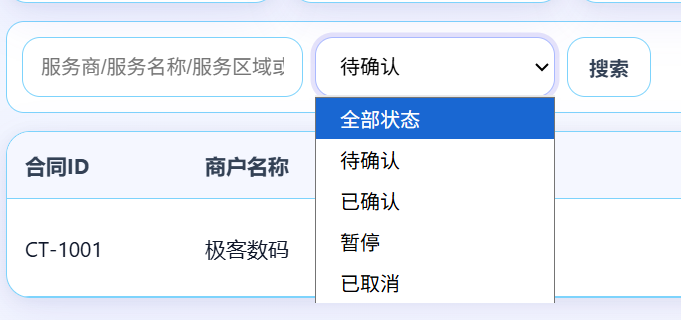 服务商/服务名称/服务区域或
待确认
搜索
全部状态
待确认
已确认
暂停
已取消
合同ID
商户名称
CT-1001
极客数码